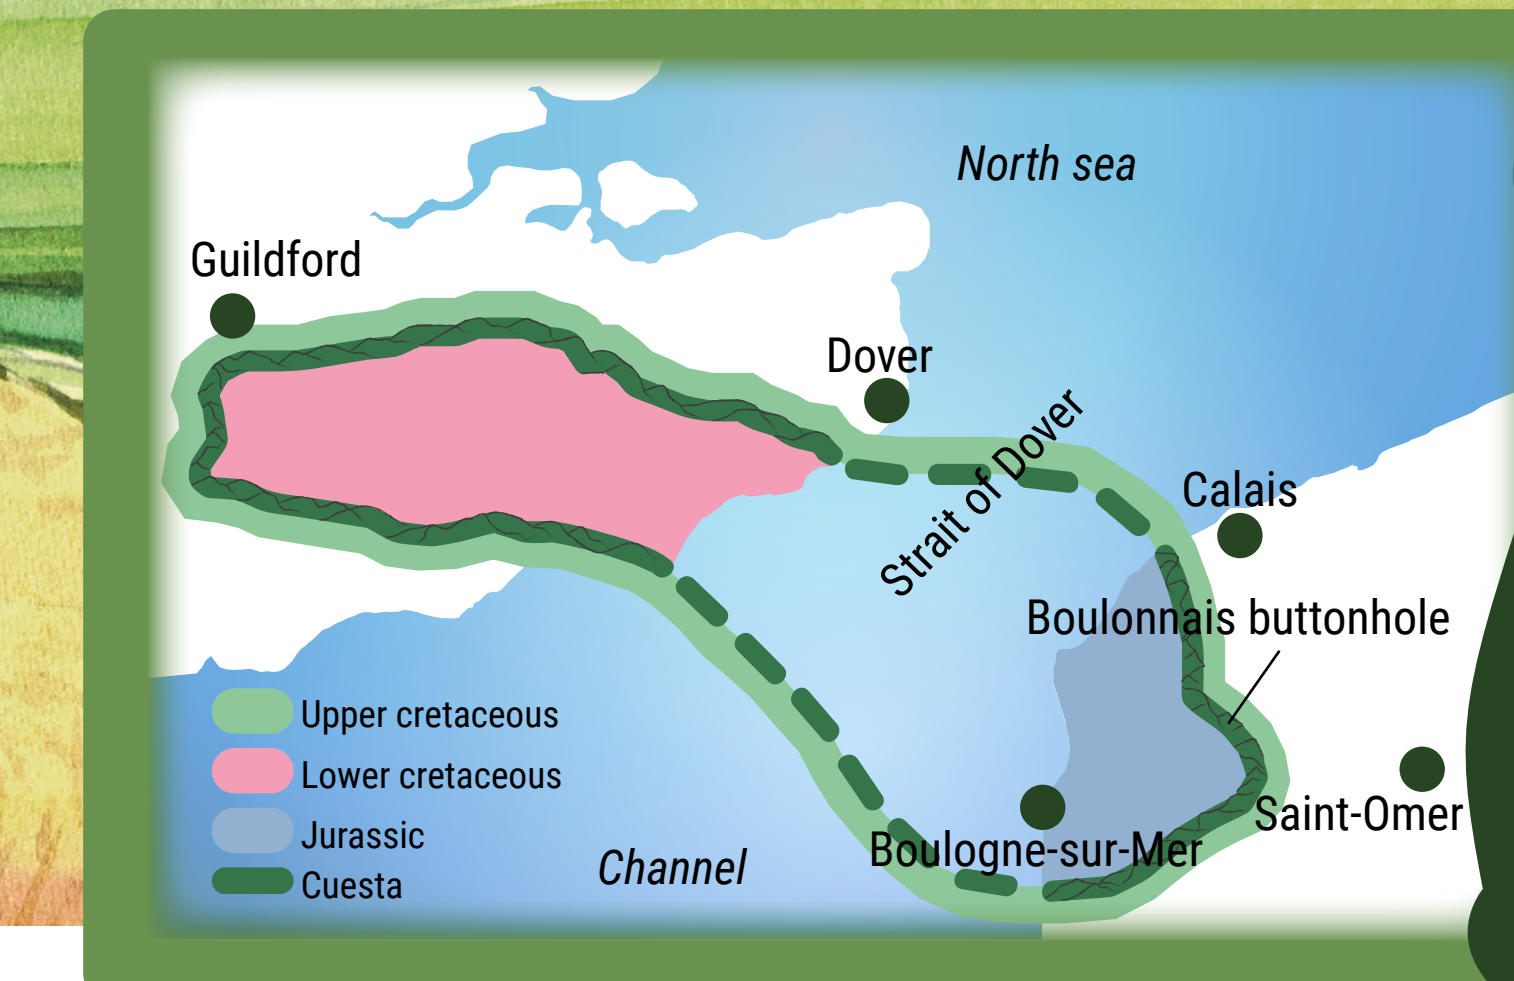 North sea
Guildford
Dover
Strait of Dover
Calais
Boulonnais buttonhole
Upper cretaceous
Lower cretaceous
Jurassic
Cuesta
Channel
Boulogne-sur-Mer
Saint-Omer